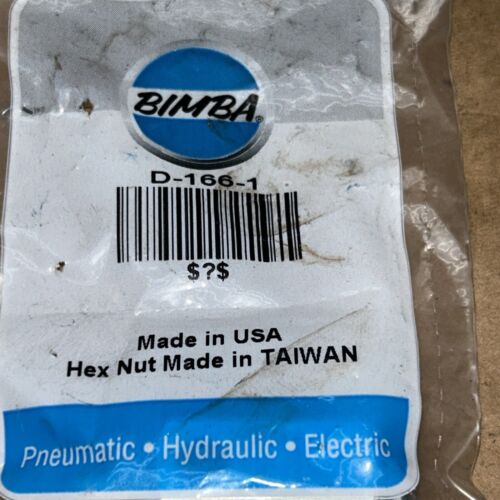 BIMBA®
D-166-1
$?$
Made in USA
Hex Nut Made in TAIWAN
Pneumatic • Hydraulic • Electric